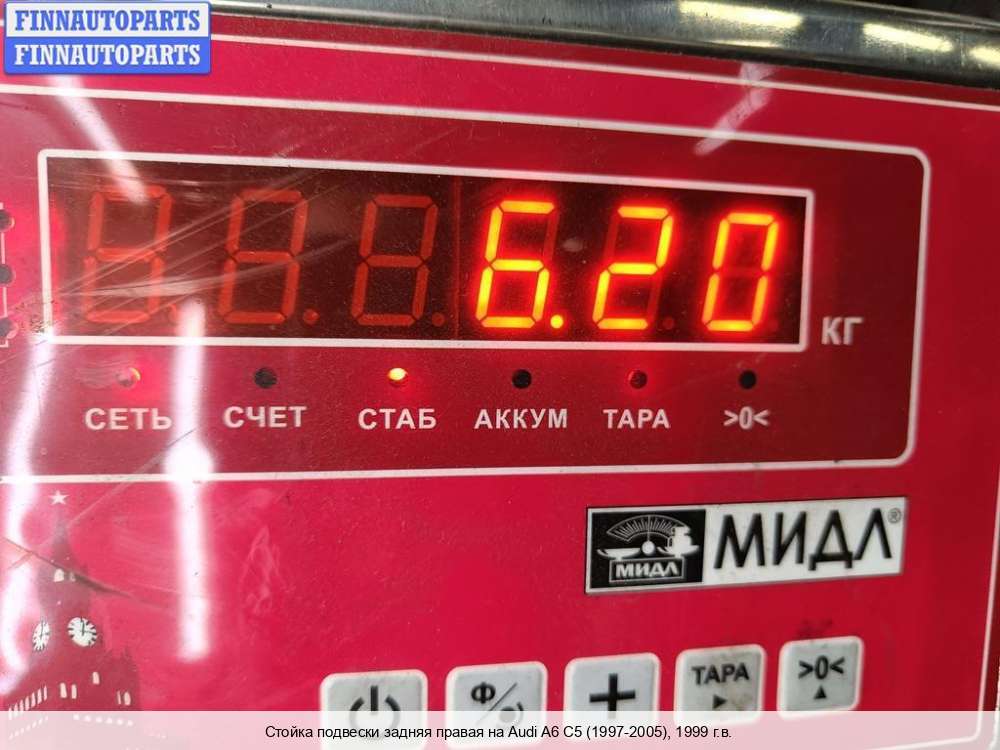 FINNAUTOPARTS
FINNAUTOPARTS
6.20
КГ
СЕТЬ СЧЕТ СТАБ АККУМ ТАРА >0<
МИДЛ МИДЛ®
Ф ТАРА >0<
+
Стойка подвески задняя правая на Audi A6 C5 (1997-2005), 1999 г.в.